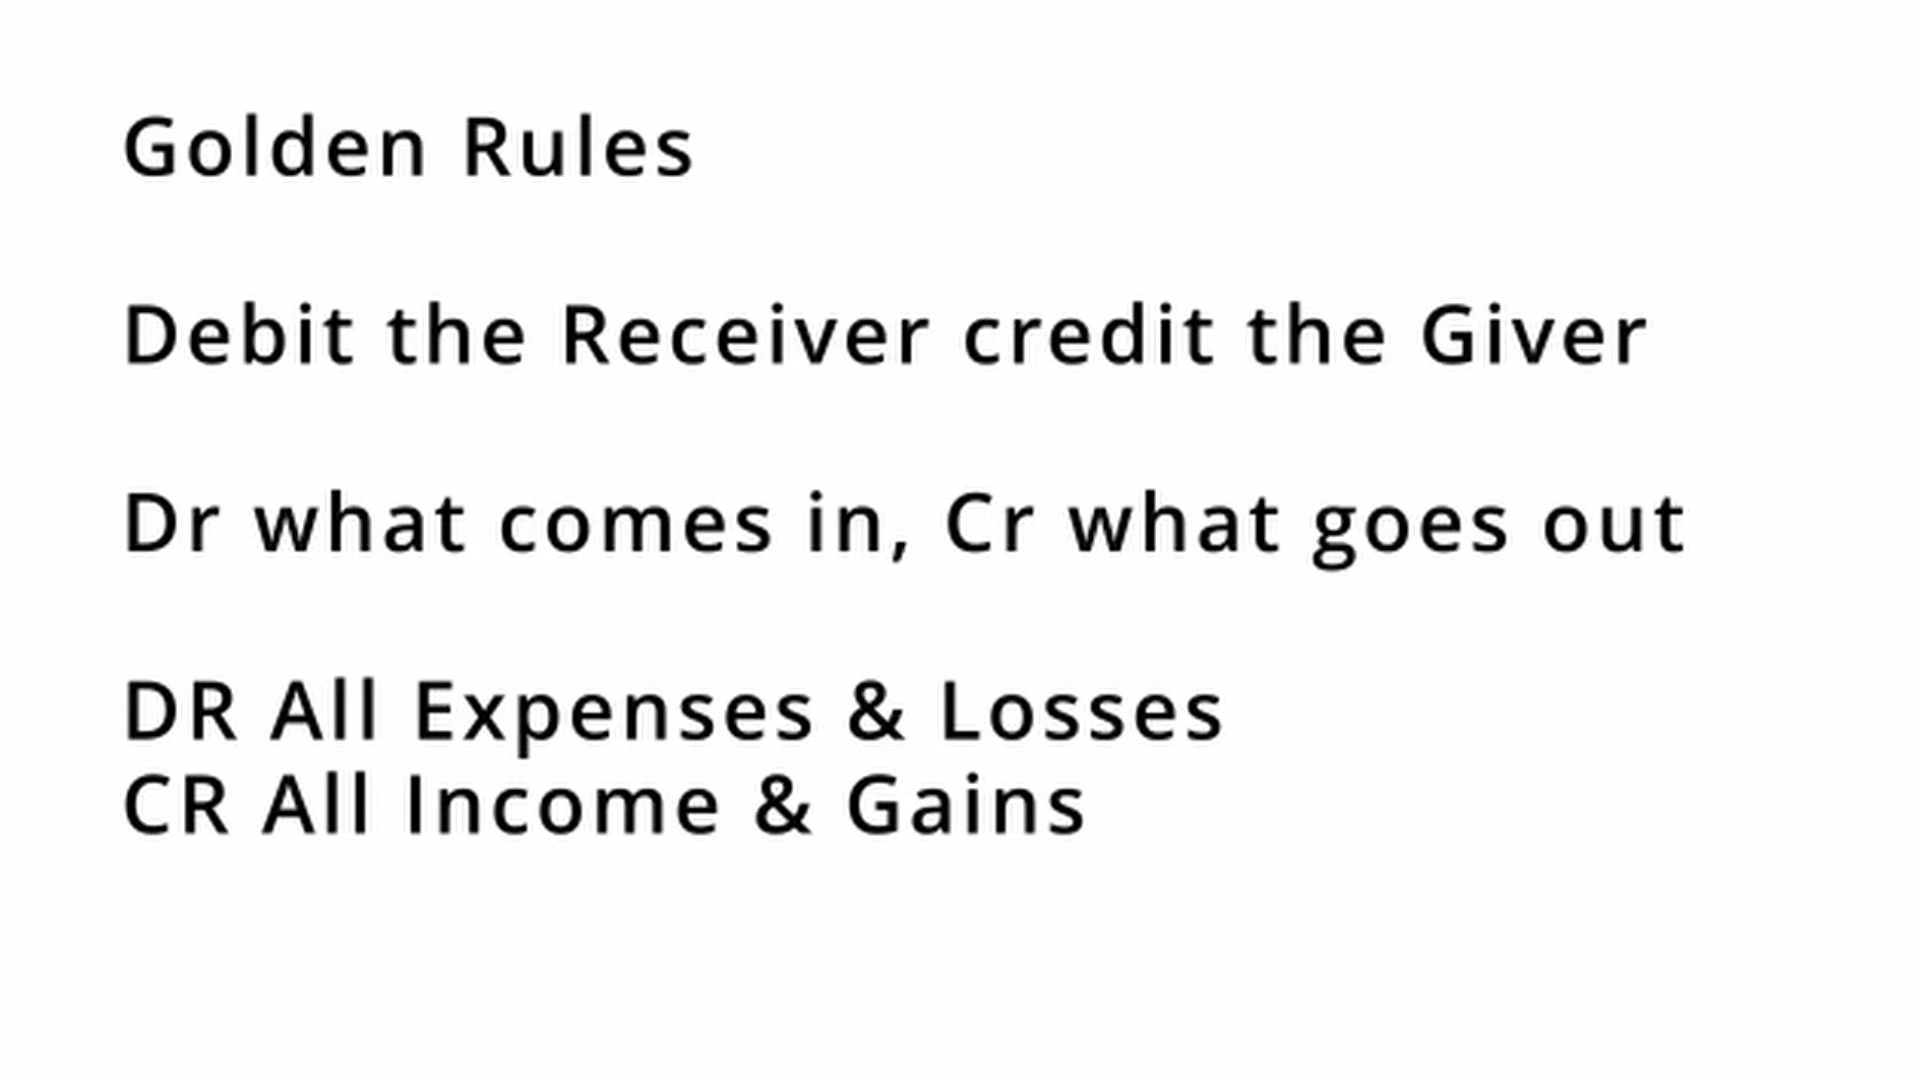 Golden Rules
Debit the Receiver credit the Giver
Dr what comes in, Cr what goes out
DR All Expenses & Losses
CR All Income & Gains